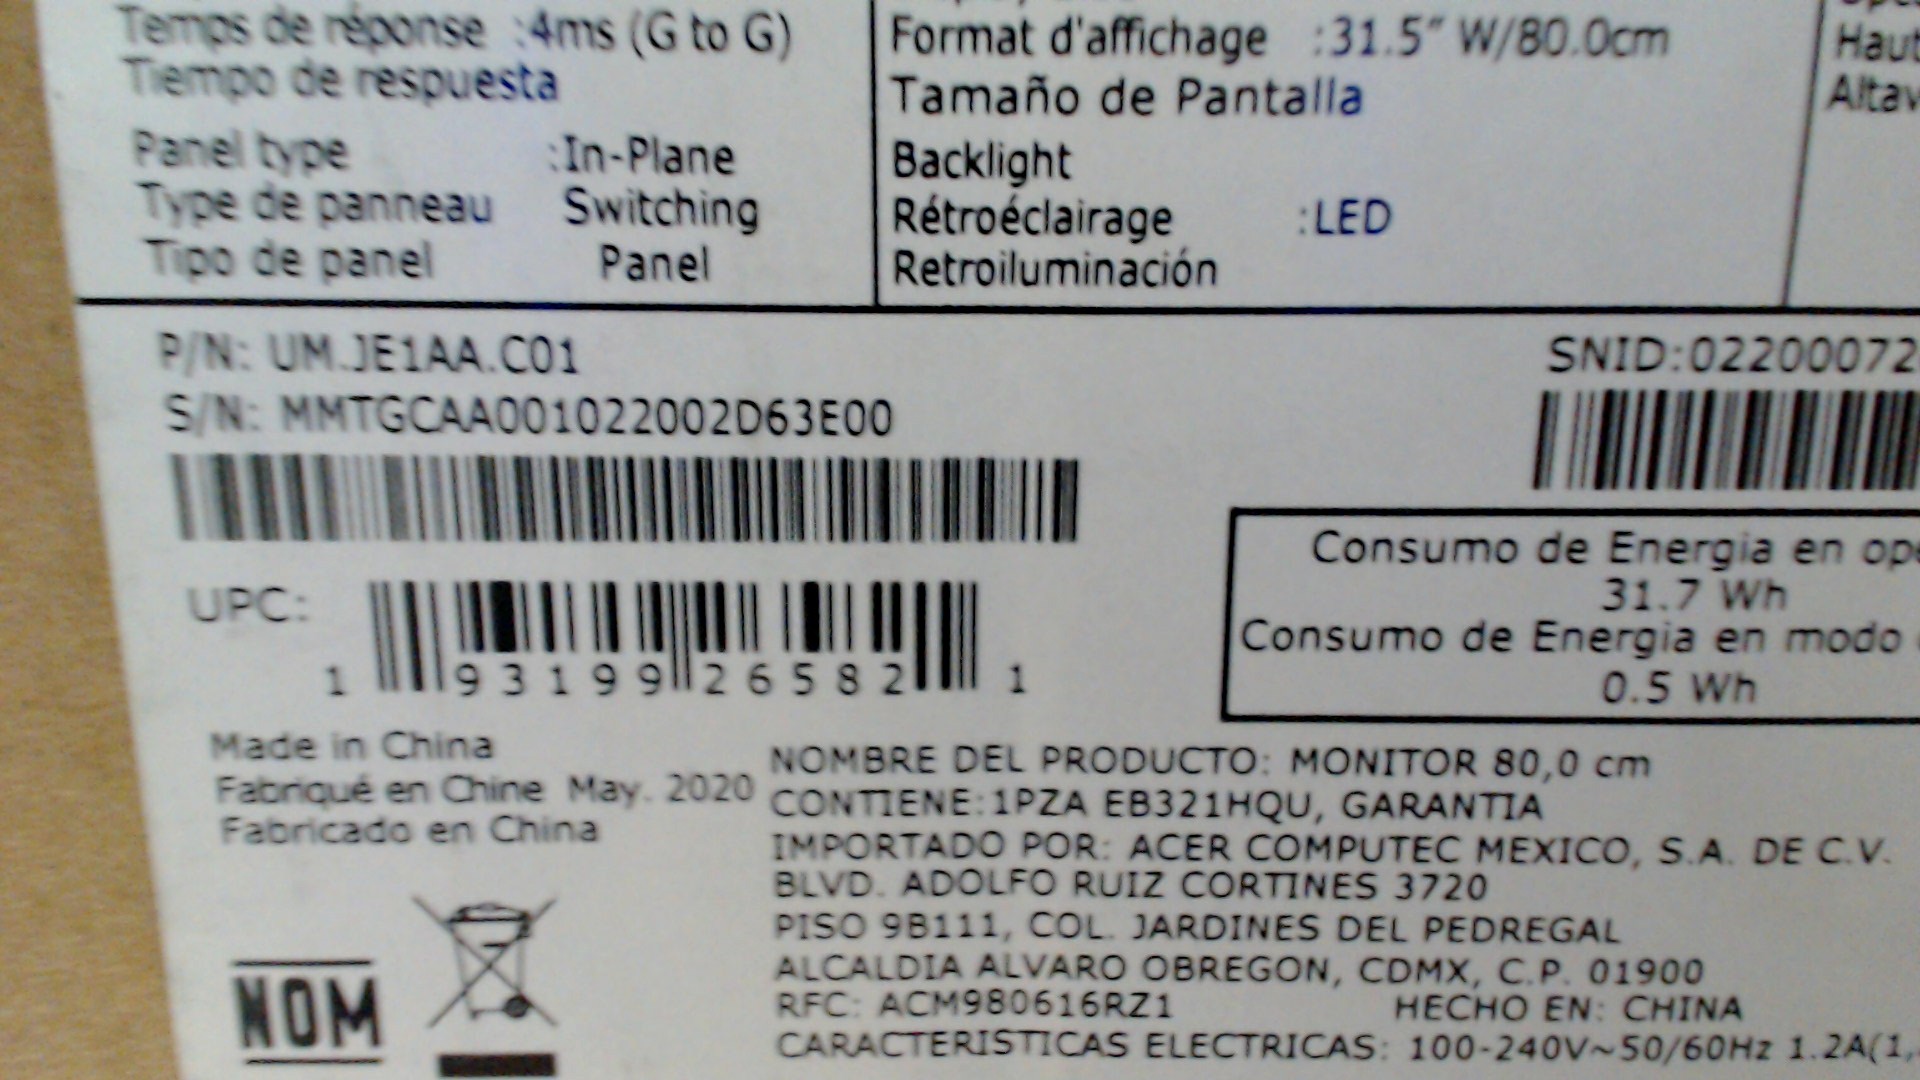 Temps de réponse :4ms (G to G)
Tiempo de respuesta
Panel type :In-Plane
Type de panneau Switching
Tipo de panel Panel
Format d'affichage :31.5" W/80.0cm
Tamaño de Pantalla
Backlight
Rétroéclairage :LED
Retroiluminación
Haut
Altav
P/N: UM.JE1AA.C01
S/N: MMTGCAA001022002D63E00
SNID:02200072
UPC:
1 93199 26582 1
Consumo de Energia en ope
31.7 Wh
Consumo de Energia en modo
0.5 Wh
Made in China
Fabriqué en Chine May. 2020
Fabricado en China
NOMBRE DEL PRODUCTO: MONITOR 80,0 cm
CONTIENE:1PZA EB321HQU, GARANTIA
IMPORTADO POR: ACER COMPUTEC MEXICO, S.A. DE C.V.
BLVD. ADOLFO RUIZ CORTINES 3720
PISO 9B111, COL. JARDINES DEL PEDREGAL
ALCALDIA ALVARO OBREGON, CDMX, C.P. 01900
RFC: ACM980616RZ1 HECHO EN: CHINA
CARACTERISTICAS ELECTRICAS: 100-240V~50/60Hz 1.2A(1,
NOM